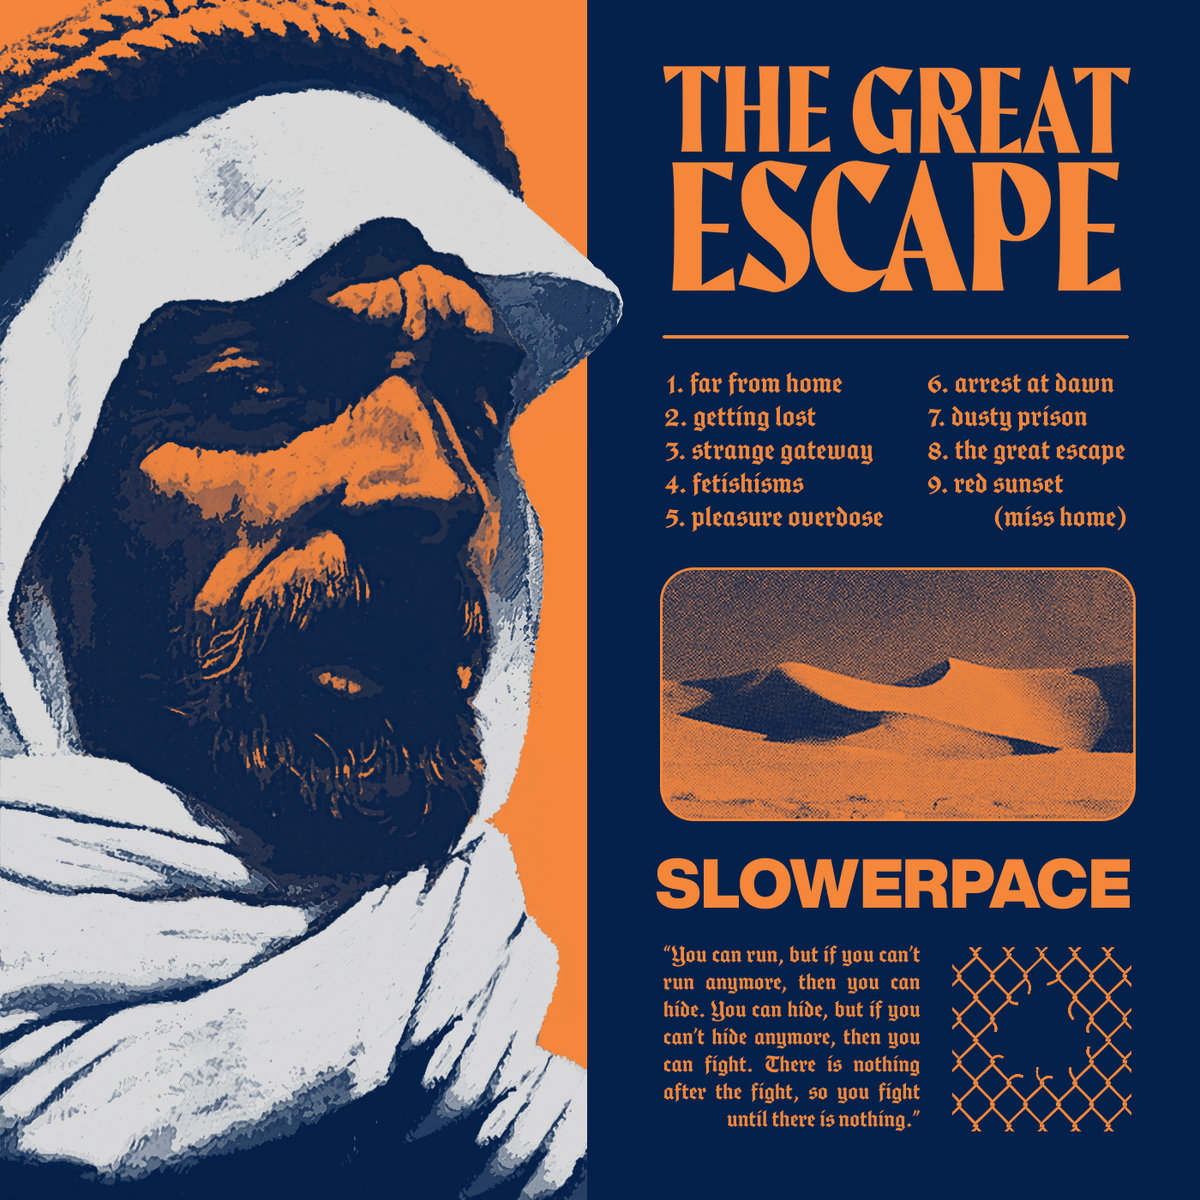 THE GREAT
ESCAPE
1. far from home
2. getting lost
3. strange gateway
4. fetishisms
5. pleasure overdose
6. arrest at dawn
7. dusty prison
8. the great escape
9. red sunset
(miss home)
SLOWERPACE
“You can run, but if you can’t
run anymore, then you can
hide. You can hide, but if you
can’t hide anymore, then you
can fight. There is nothing
after the fight, so you fight
until there is nothing.”